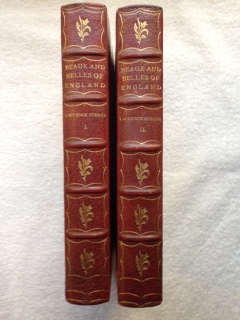 BEAUX AND
BELLES OF
ENGLAND
LAURENCE STERNE
I.
BEAUX AND
BELLES OF
ENGLAND
LAURENCE STERNE
II.